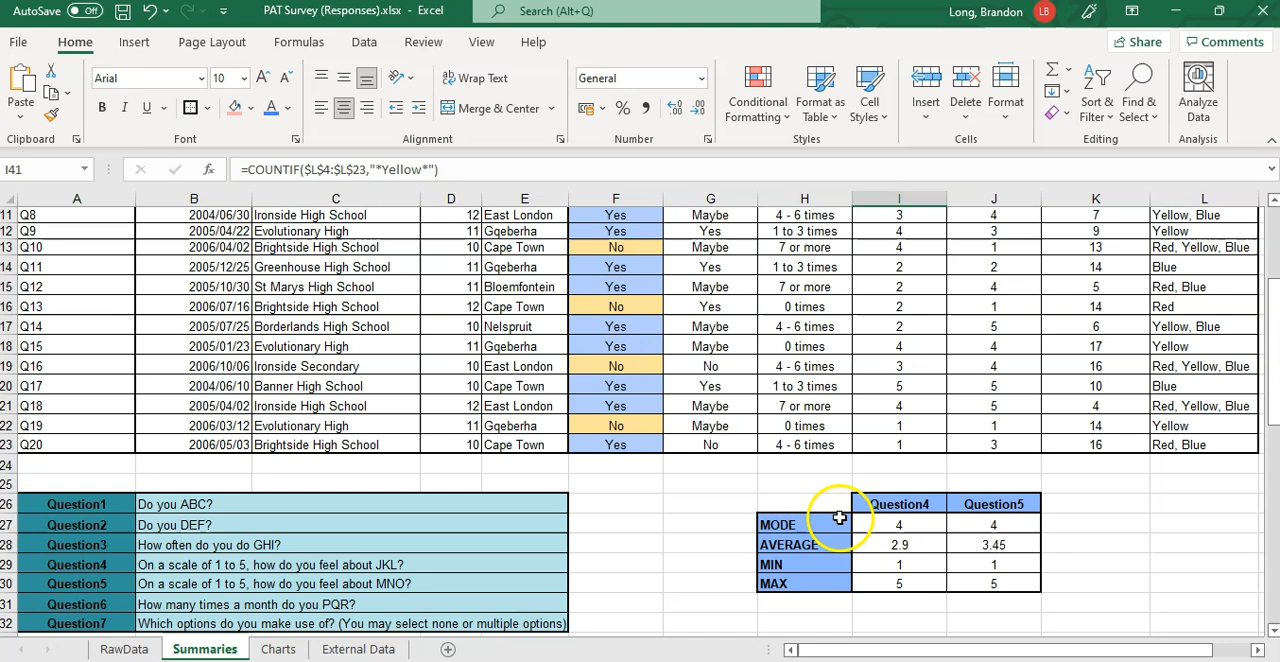 AutoSave Off PAT Survey (Responses).xlsx - Excel Search (Alt+Q) Long, Brandon LB
File Home Insert Page Layout Formulas Data Review View Help Share Comments
Paste Arial 10 A A Wrap Text General Conditional Formatting Format as Table Cell Styles Insert Delete Format Sort & Filter Find & Select Analyze Data
B I U A Merge & Center %
Clipboard Font Alignment Number Styles Cells Editing Analysis
I41 fx =COUNTIF($L$4:$L$23,"*Yellow*")
A B C D E F G H I J K L
11 Q8 2004/06/30 Ironside High School 12 East London Yes Maybe 4 - 6 times 3 4 7 Yellow, Blue
12 Q9 2005/04/22 Evolutionary High 11 Gqeberha Yes Yes 1 to 3 times 4 3 9 Yellow
13 Q10 2006/04/02 Brightside High School 11 Cape Town No Maybe 7 or more 4 1 13 Red, Yellow, Blue
14 Q11 2005/12/25 Greenhouse High School 11 Gqeberha Yes Yes 1 to 3 times 2 2 14 Blue
15 Q12 2005/10/30 St Marys High School 11 Bloemfontein Yes Maybe 7 or more 2 4 5 Red, Blue
16 Q13 2006/07/16 Brightside High School 12 Cape Town No Yes 0 times 2 1 14 Red
17 Q14 2005/07/25 Borderlands High School 10 Nelspruit Yes Maybe 4 - 6 times 2 5 6 Yellow, Blue
18 Q15 2005/01/23 Evolutionary High 11 Gqeberha Yes Maybe 0 times 4 4 17 Yellow
19 Q16 2006/10/06 Ironside Secondary 10 East London No No 4 - 6 times 3 4 16 Red, Yellow, Blue
20 Q17 2004/06/10 Banner High School 10 Cape Town Yes Yes 1 to 3 times 5 5 10 Blue
21 Q18 2005/04/02 Ironside High School 12 East London Yes Maybe 7 or more 4 5 4 Red, Yellow, Blue
22 Q19 2006/03/12 Evolutionary High 11 Gqeberha No Maybe 0 times 1 1 14 Yellow
23 Q20 2006/05/03 Brightside High School 10 Cape Town Yes No 4 - 6 times 1 3 16 Red, Blue
24
25
26 Question1 Do you ABC? Question4 Question5
27 Question2 Do you DEF? MODE 4 4
28 Question3 How often do you do GHI? AVERAGE 2.9 3.45
29 Question4 On a scale of 1 to 5, how do you feel about JKL? MIN 1 1
30 Question5 On a scale of 1 to 5, how do you feel about MNO? MAX 5 5
31 Question6 How many times a month do you PQR?
32 Question7 Which options do you make use of? (You may select none or multiple options)
RawData Summaries Charts External Data